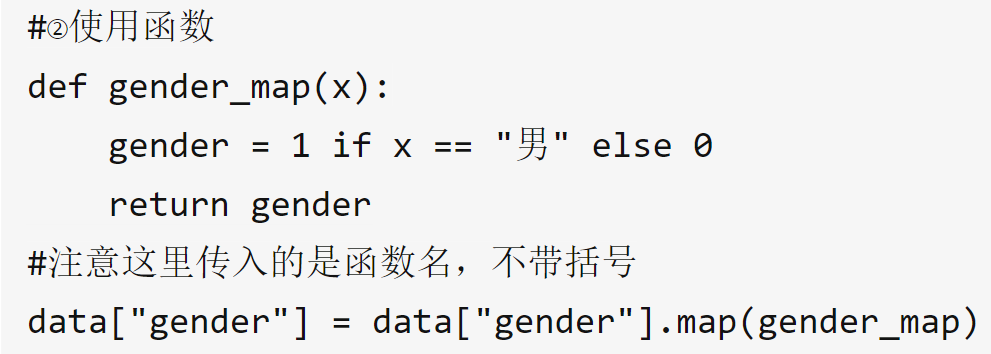 #②使用函数
def gender_map(x):
    gender = 1 if x == "男" else 0
    return gender
#注意这里传入的是函数名，不带括号
data["gender"] = data["gender"].map(gender_map)